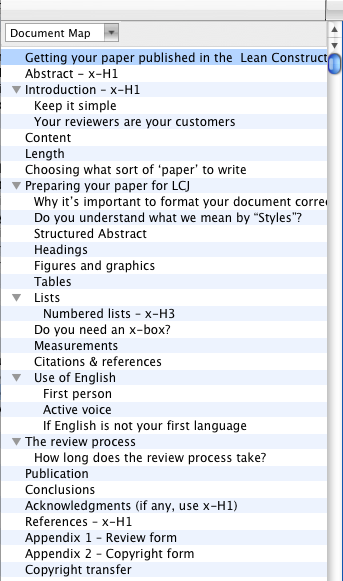 Document Map
Getting your paper published in the Lean Construct
Abstract – x-H1
Introduction – x-H1
Keep it simple
Your reviewers are your customers
Content
Length
Choosing what sort of ‘paper’ to write
Preparing your paper for LCJ
Why it’s important to format your document corre
Do you understand what we mean by “Styles”?
Structured Abstract
Headings
Figures and graphics
Tables
Lists
Numbered lists – x-H3
Do you need an x-box?
Measurements
Citations & references
Use of English
First person
Active voice
If English is not your first language
The review process
How long does the review process take?
Publication
Conclusions
Acknowledgments (if any, use x-H1)
References – x-H1
Appendix 1 – Review form
Appendix 2 – Copyright form
Copyright transfer